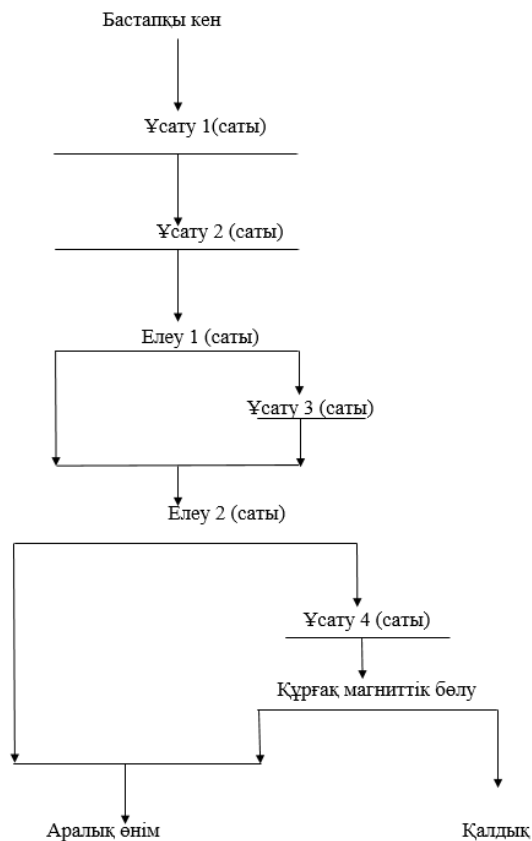 Бастапқы кен
Ұсату 1(саты)
Ұсату 2 (саты)
Елеу 1 (саты)
Ұсату 3 (саты)
Елеу 2 (саты)
Ұсату 4 (саты)
Құрғақ магниттік бөлу
Аралық өнім
Қалдық